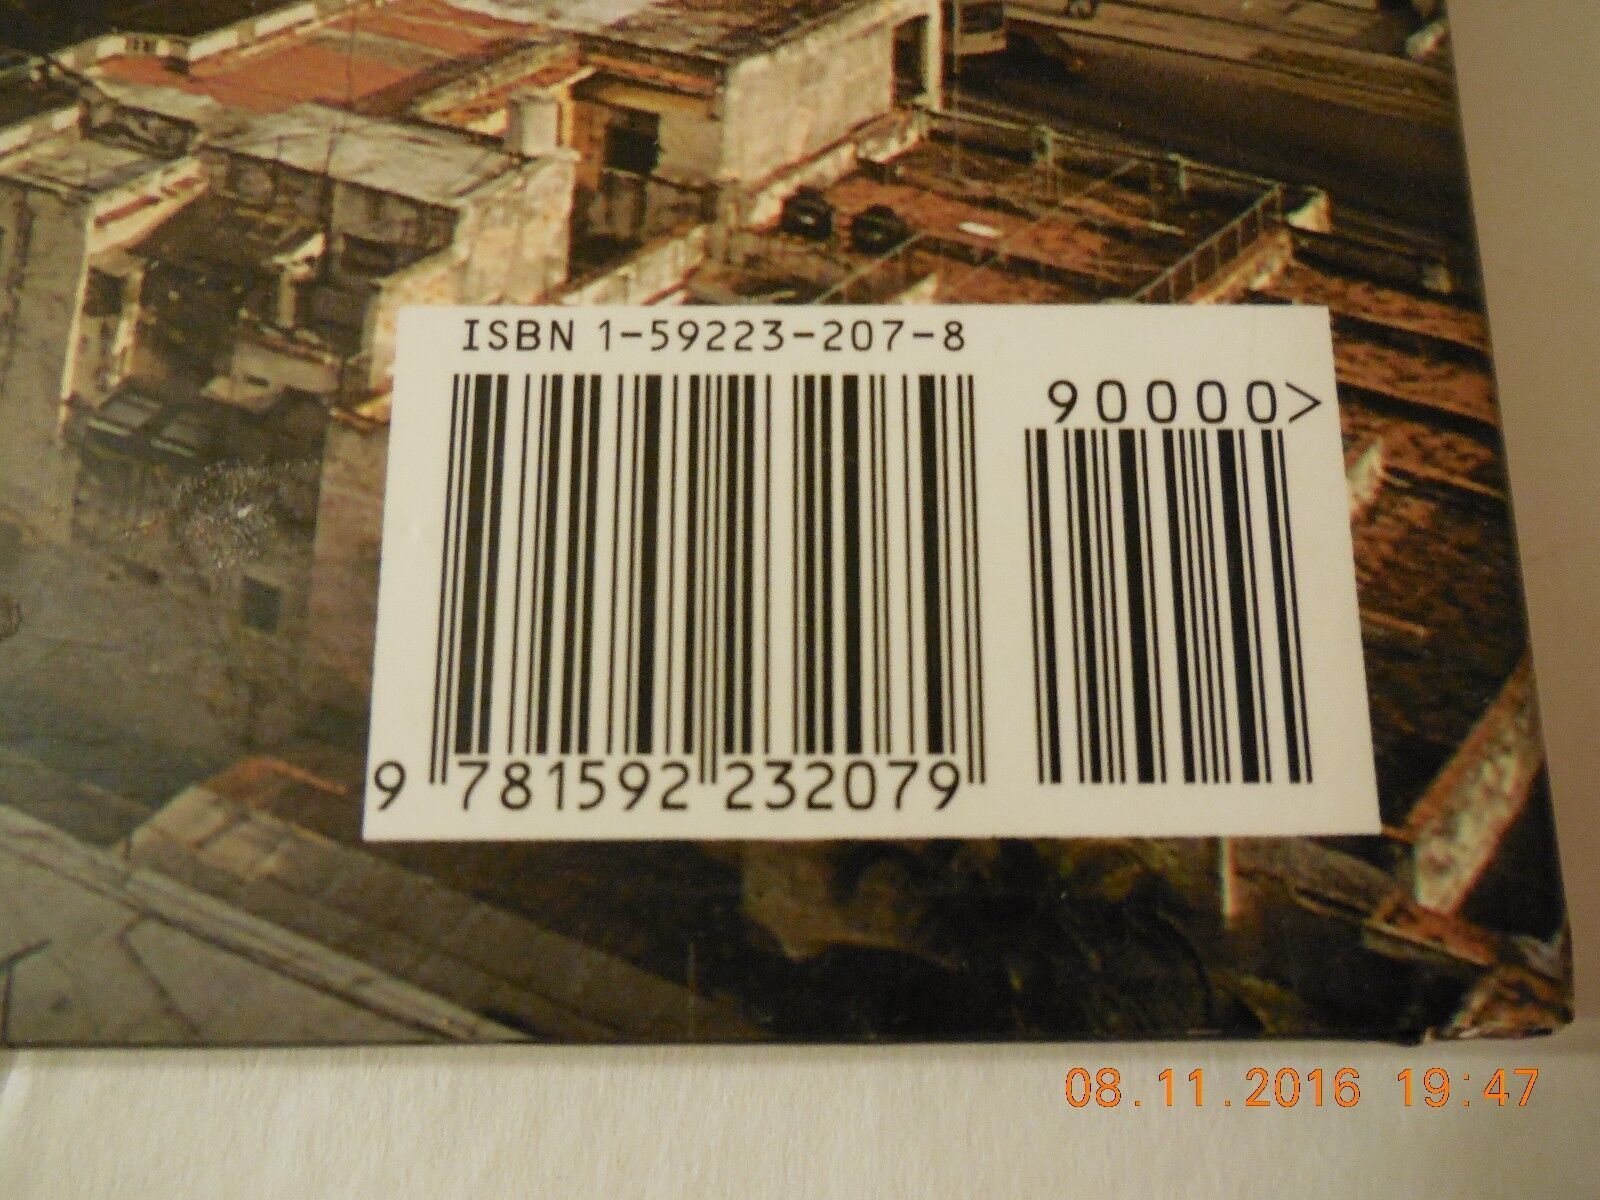 ISBN 1-59223-207-8
90000>
9 781592 232079
08.11.2016 19:47